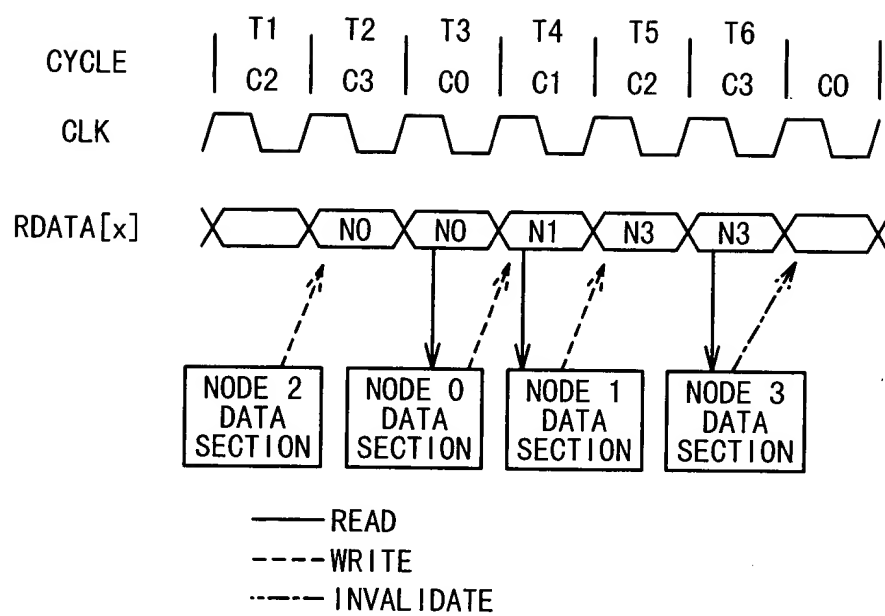 T1 T2 T3 T4 T5 T6
CYCLE
C2 C3 C0 C1 C2 C3 C0
CLK
RDATA[x]
N0 N0 N1 N3 N3
NODE 2 NODE 0 NODE 1 NODE 3
DATA DATA DATA DATA
SECTION SECTION SECTION SECTION
READ
WRITE
INVALIDATE